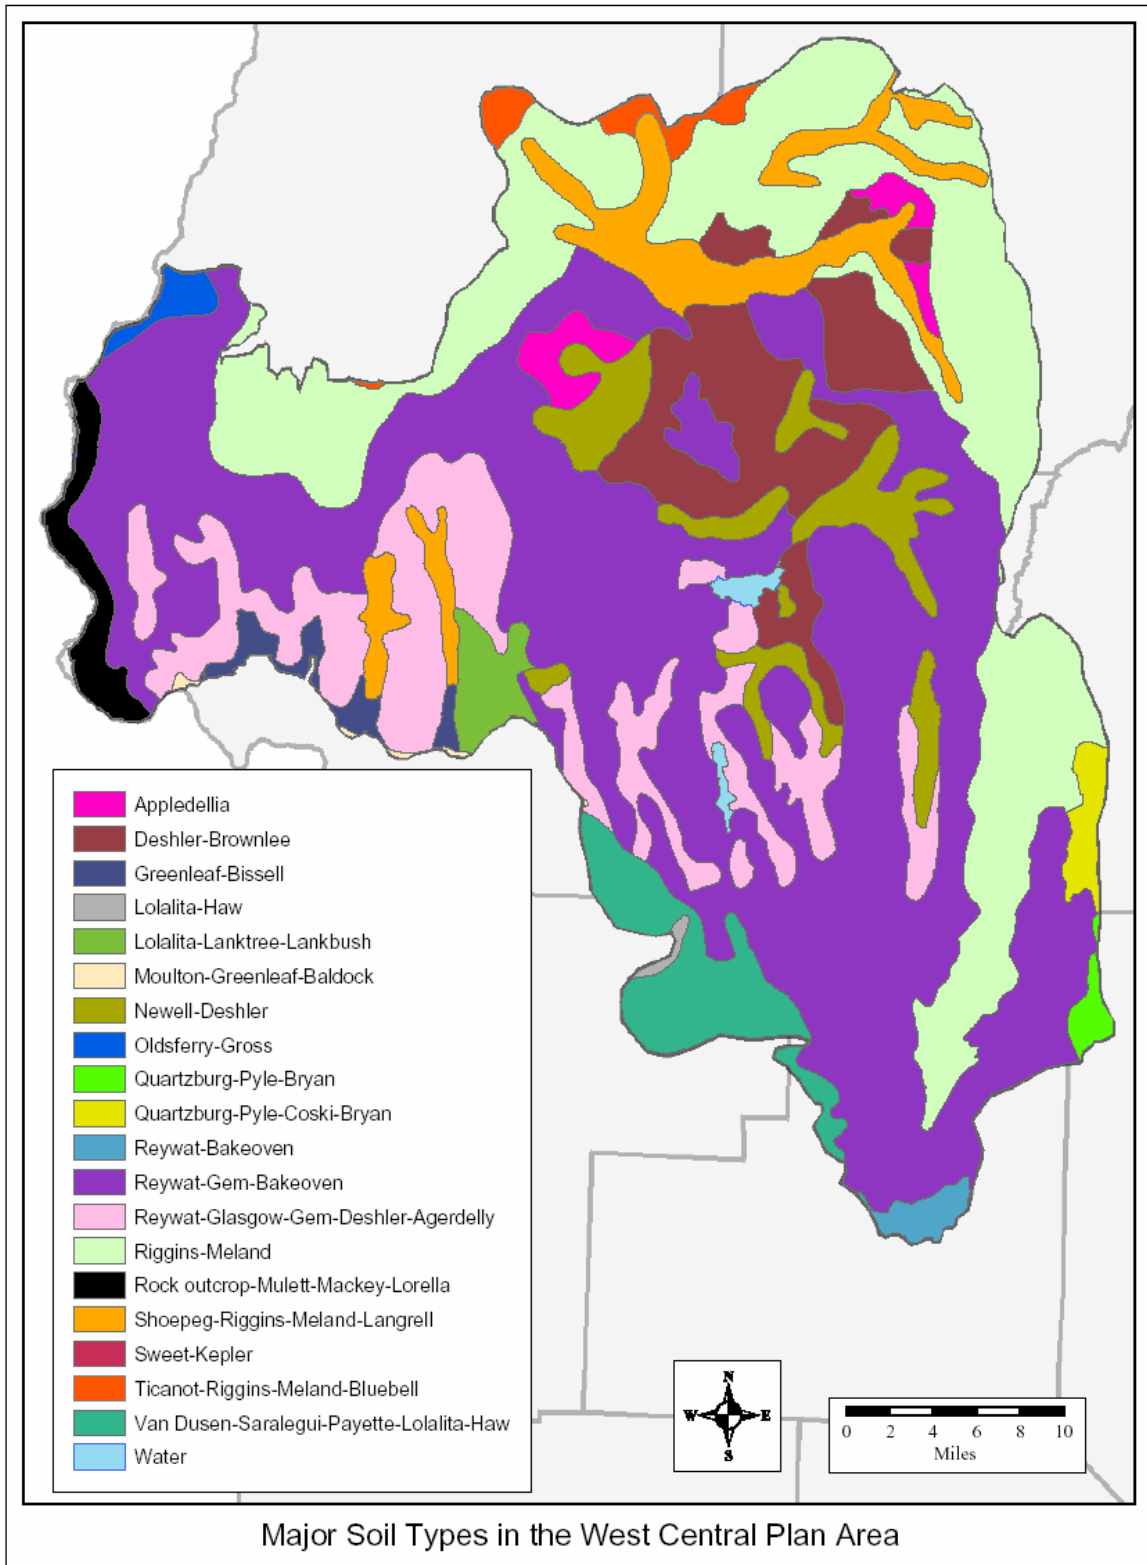 Appledellia
Deshler-Brownlee
Greenleaf-Bissell
Lolalita-Haw
Lolalita-Lanktree-Lankbush
Moulton-Greenleaf-Baldock
Newell-Deshler
Oldsferry-Gross
Quartzburg-Pyle-Bryan
Quartzburg-Pyle-Coski-Bryan
Reywat-Bakeoven
Reywat-Gem-Bakeoven
Reywat-Glasgow-Gem-Deshler-Agerdelly
Riggins-Meland
Rock outcrop-Mulett-Mackey-Lorella
Shoepeg-Riggins-Meland-Langrell
Sweet-Kepler
Ticanot-Riggins-Meland-Bluebell
Van Dusen-Saralegui-Payette-Lolalita-Haw
Water
N
W E
S
0 2 4 6 8 10
Miles
Major Soil Types in the West Central Plan Area